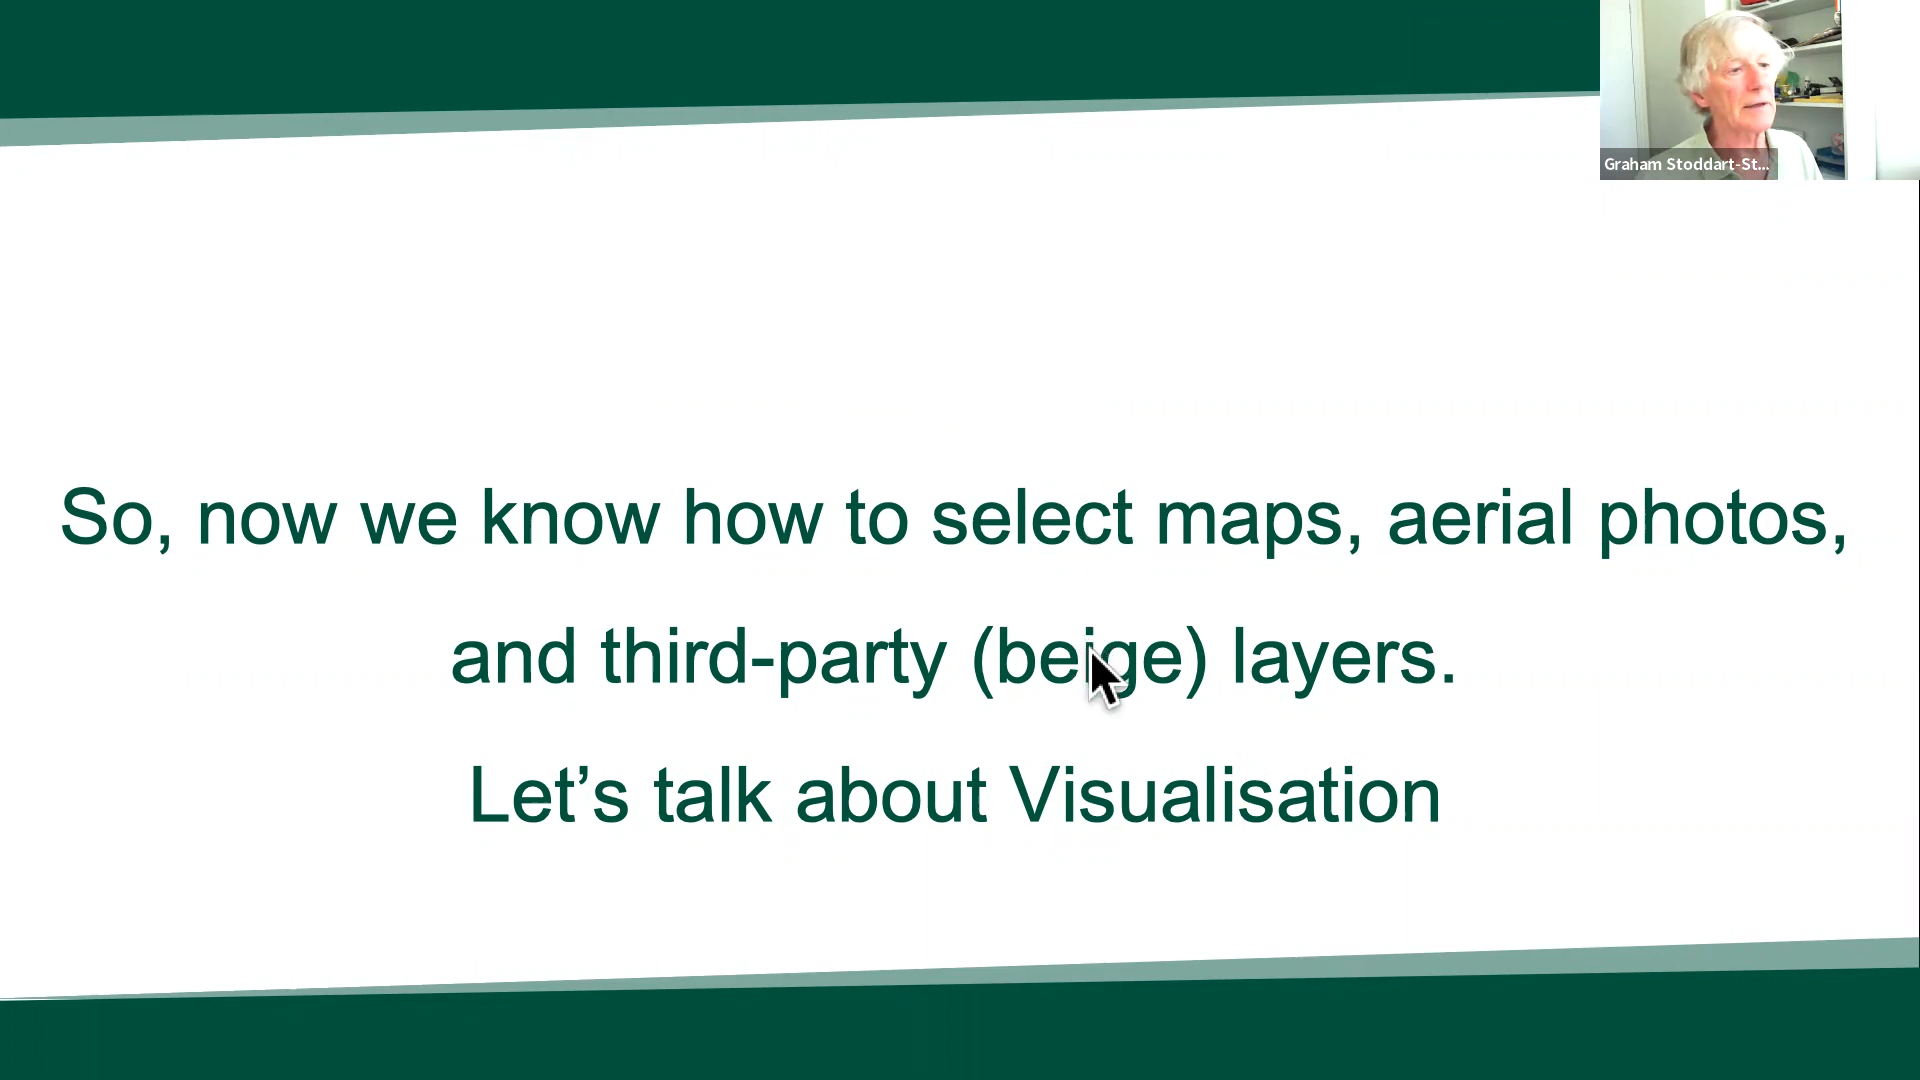 Graham Stoddart-St...
So, now we know how to select maps, aerial photos,
and third-party (beige) layers.
Let’s talk about Visualisation